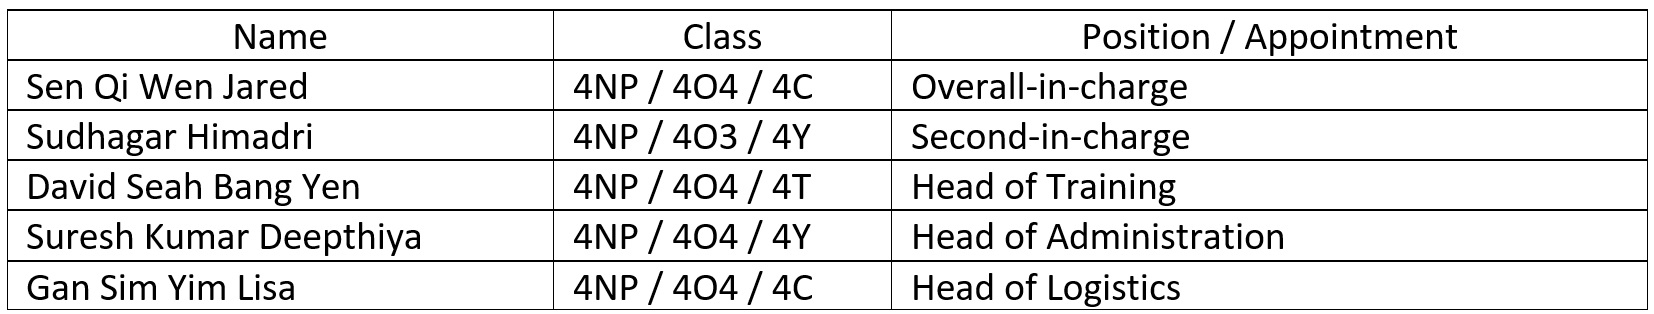 Name Class Position / Appointment
Sen Qi Wen Jared 4NP / 4O4 / 4C Overall-in-charge
Sudhagar Himadri 4NP / 4O3 / 4Y Second-in-charge
David Seah Bang Yen 4NP / 4O4 / 4T Head of Training
Suresh Kumar Deepthiya 4NP / 4O4 / 4Y Head of Administration
Gan Sim Yim Lisa 4NP / 4O4 / 4C Head of Logistics